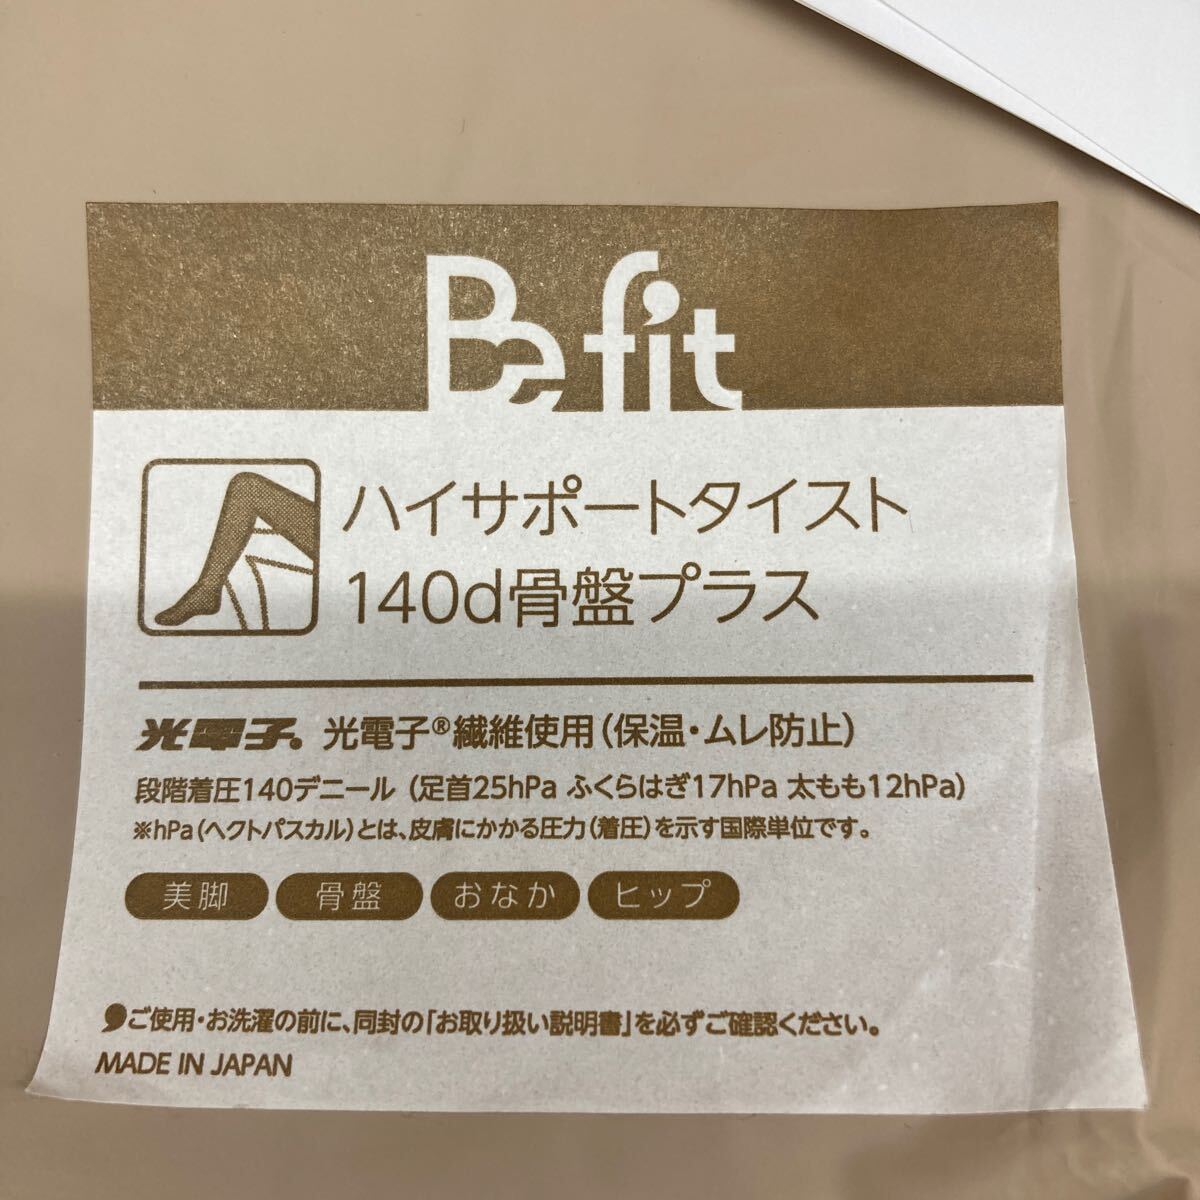 Be fit
ハイサポートタイスト
140d骨盤プラス
光電子® 光電子®繊維使用(保温・ムレ防止)
段階着圧140デニール (足首25hPa ふくらはぎ17hPa 太もも12hPa)
※hPa(ヘクトパスカル)とは、皮膚にかかる圧力(着圧)を示す国際単位です。
美脚 骨盤 おなか ヒップ
ご使用・お洗濯の前に、同封の「お取り扱い説明書」を必ずご確認ください。
MADE IN JAPAN